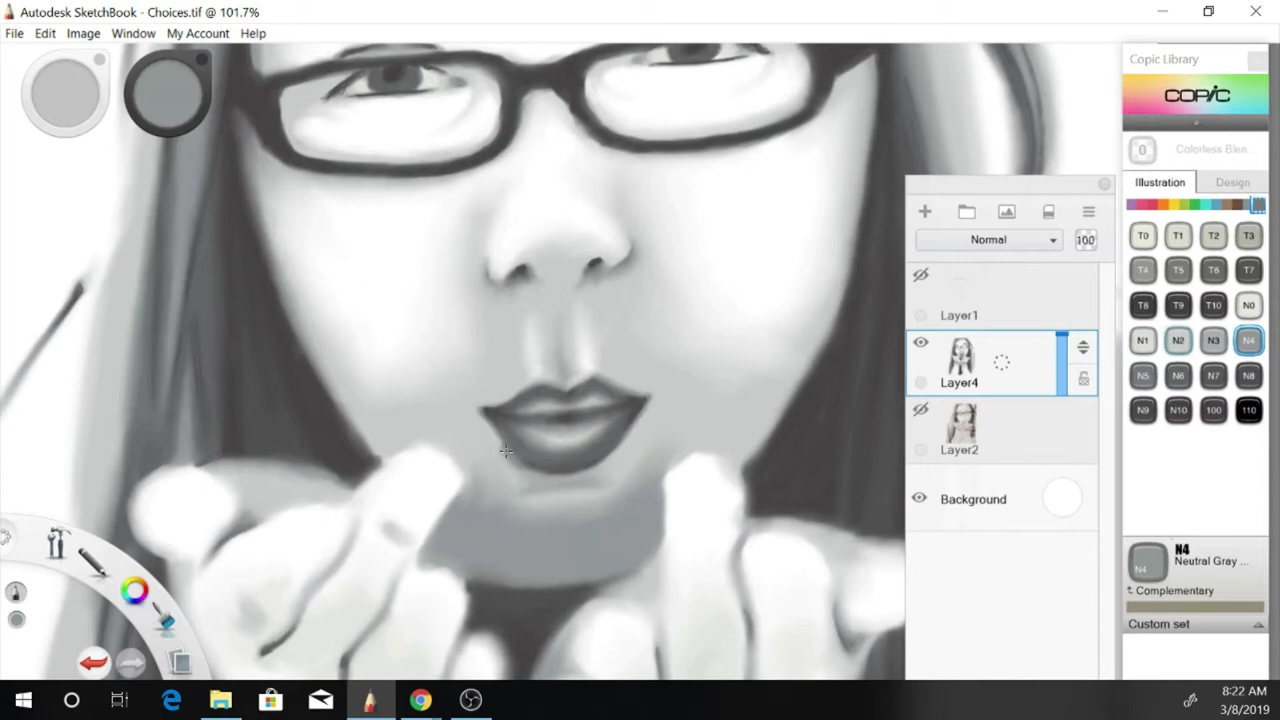 Autodesk SketchBook - Choices.tif @ 101.7%
File Edit Image Window My Account Help
Copic Library
COPIC
0 Colorless Blen...
Illustration Design
Normal 100
T0 T1 T2 T3
T4 T5 T6 T7
T8 T9 T10 N0
N1 N2 N3 N4
N5 N6 N7 N8
N9 N10 100 110
Layer1
Layer4
Layer2
Background
N4
N4 Neutral Gray ...
Complementary
Custom set
8:22 AM
3/8/2019